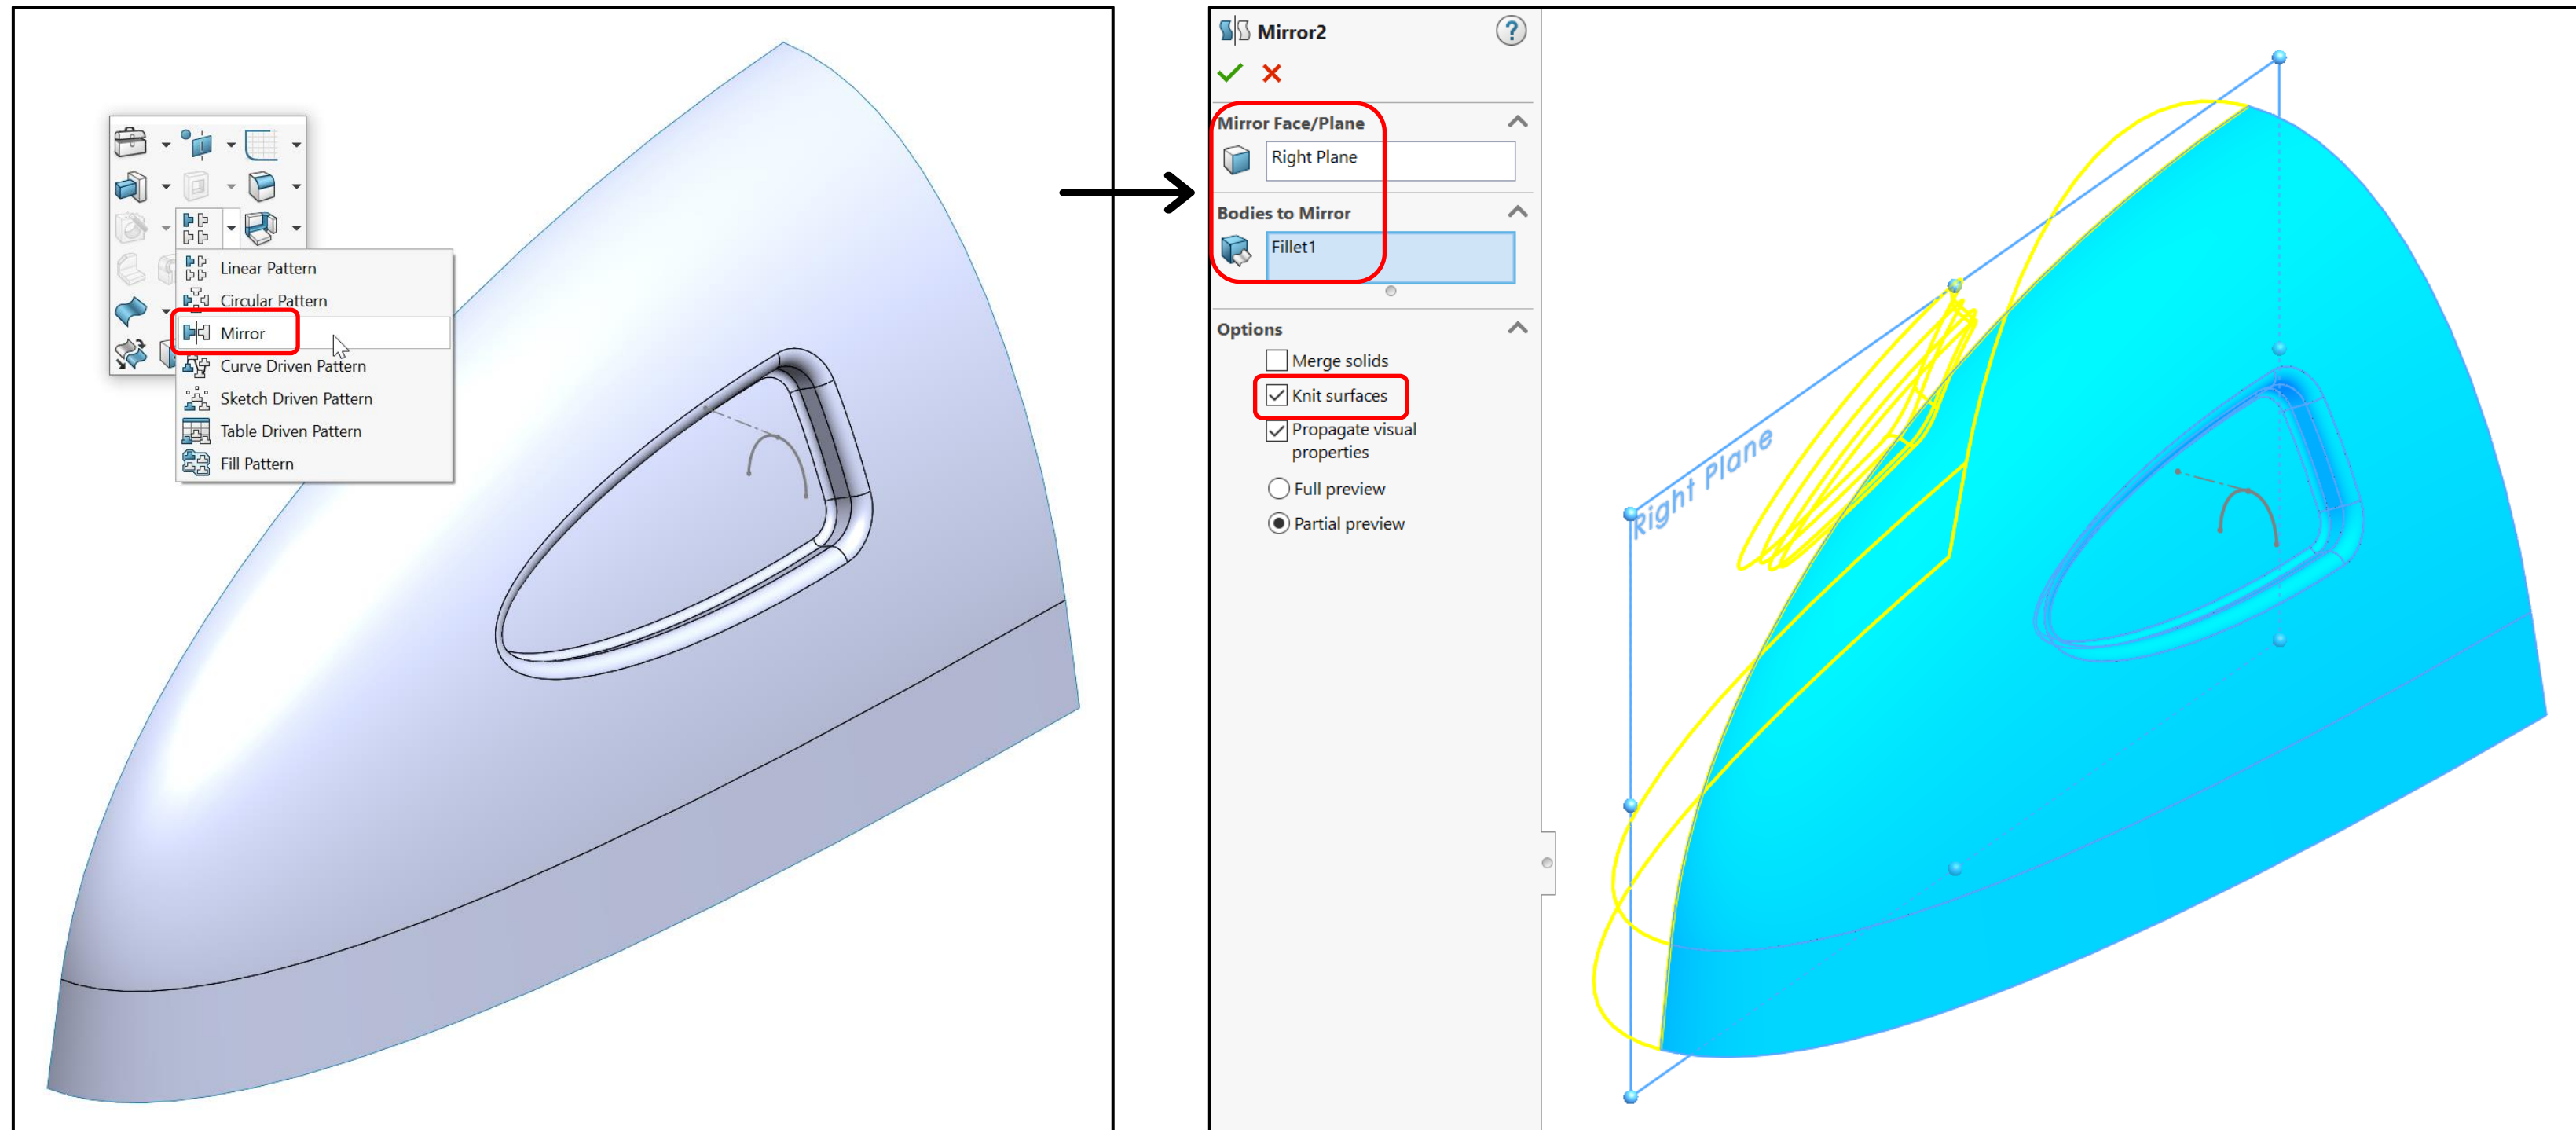 Linear Pattern
Circular Pattern
Mirror
Curve Driven Pattern
Sketch Driven Pattern
Table Driven Pattern
Fill Pattern
Mirror2
?
Mirror Face/Plane
Right Plane
Bodies to Mirror
Fillet1
Options
Merge solids
Knit surfaces
Propagate visual
properties
Full preview
Partial preview
Right Plane